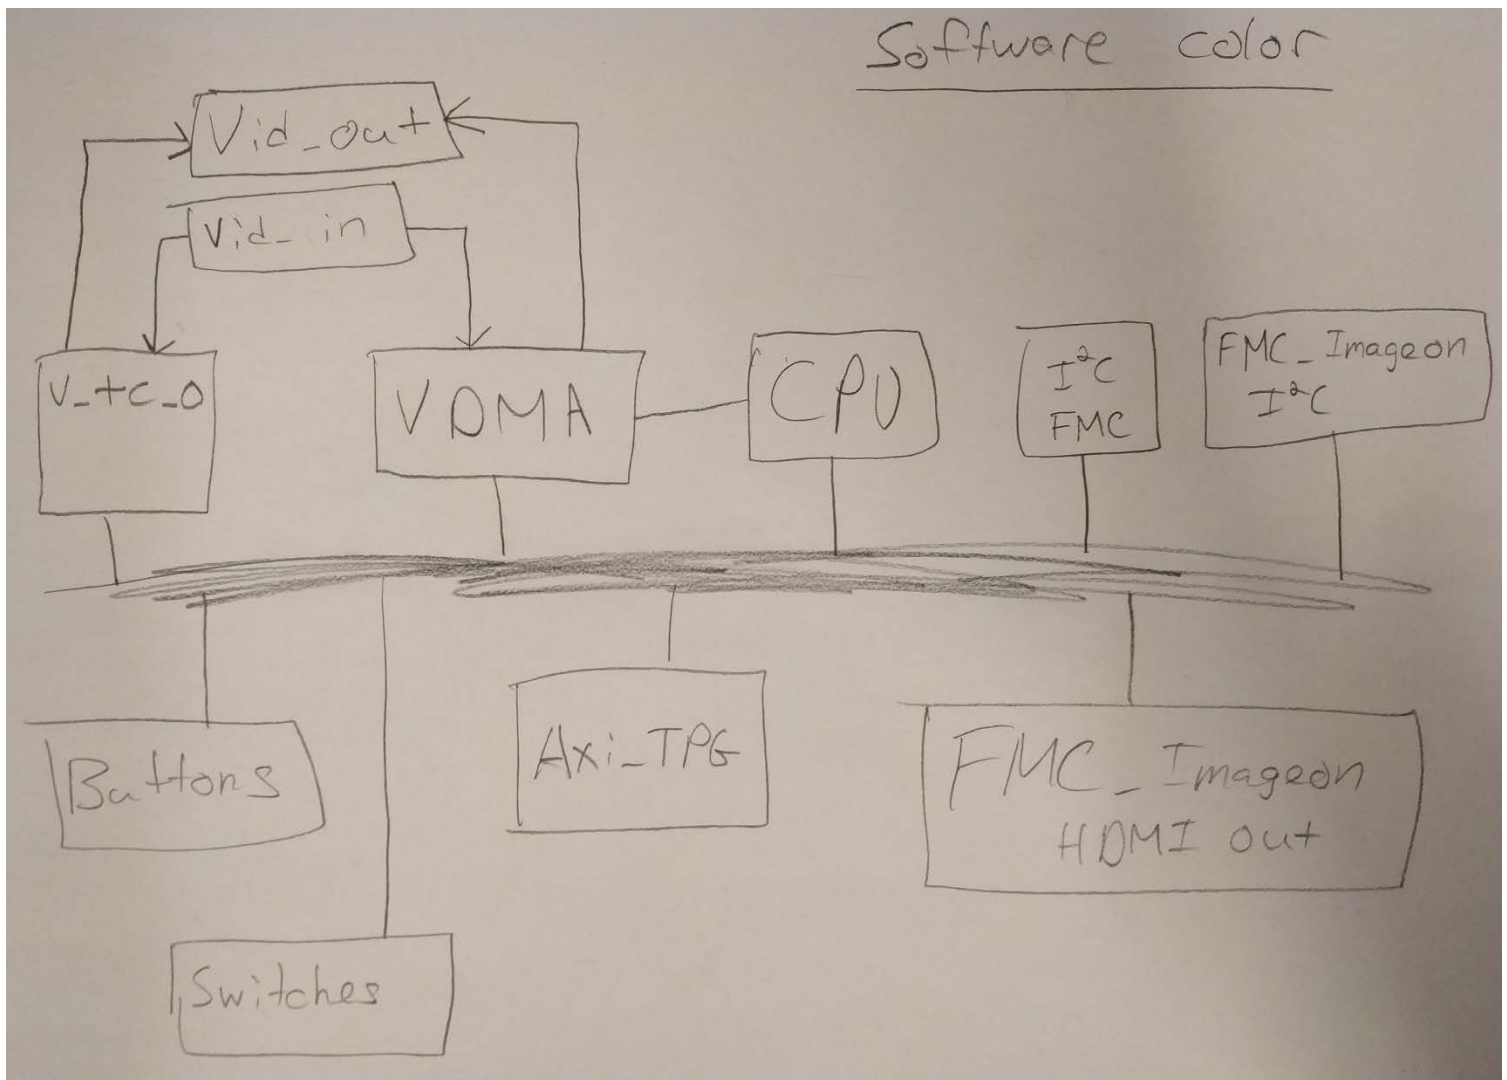 Software color
Vid_out
Vid_in
V_tc_0
VDMA
CPU
I²C
FMC
FMC_Imageon
I²C
Buttons
Axi_TPG
FMC_Imageon
HDMI out
Switches